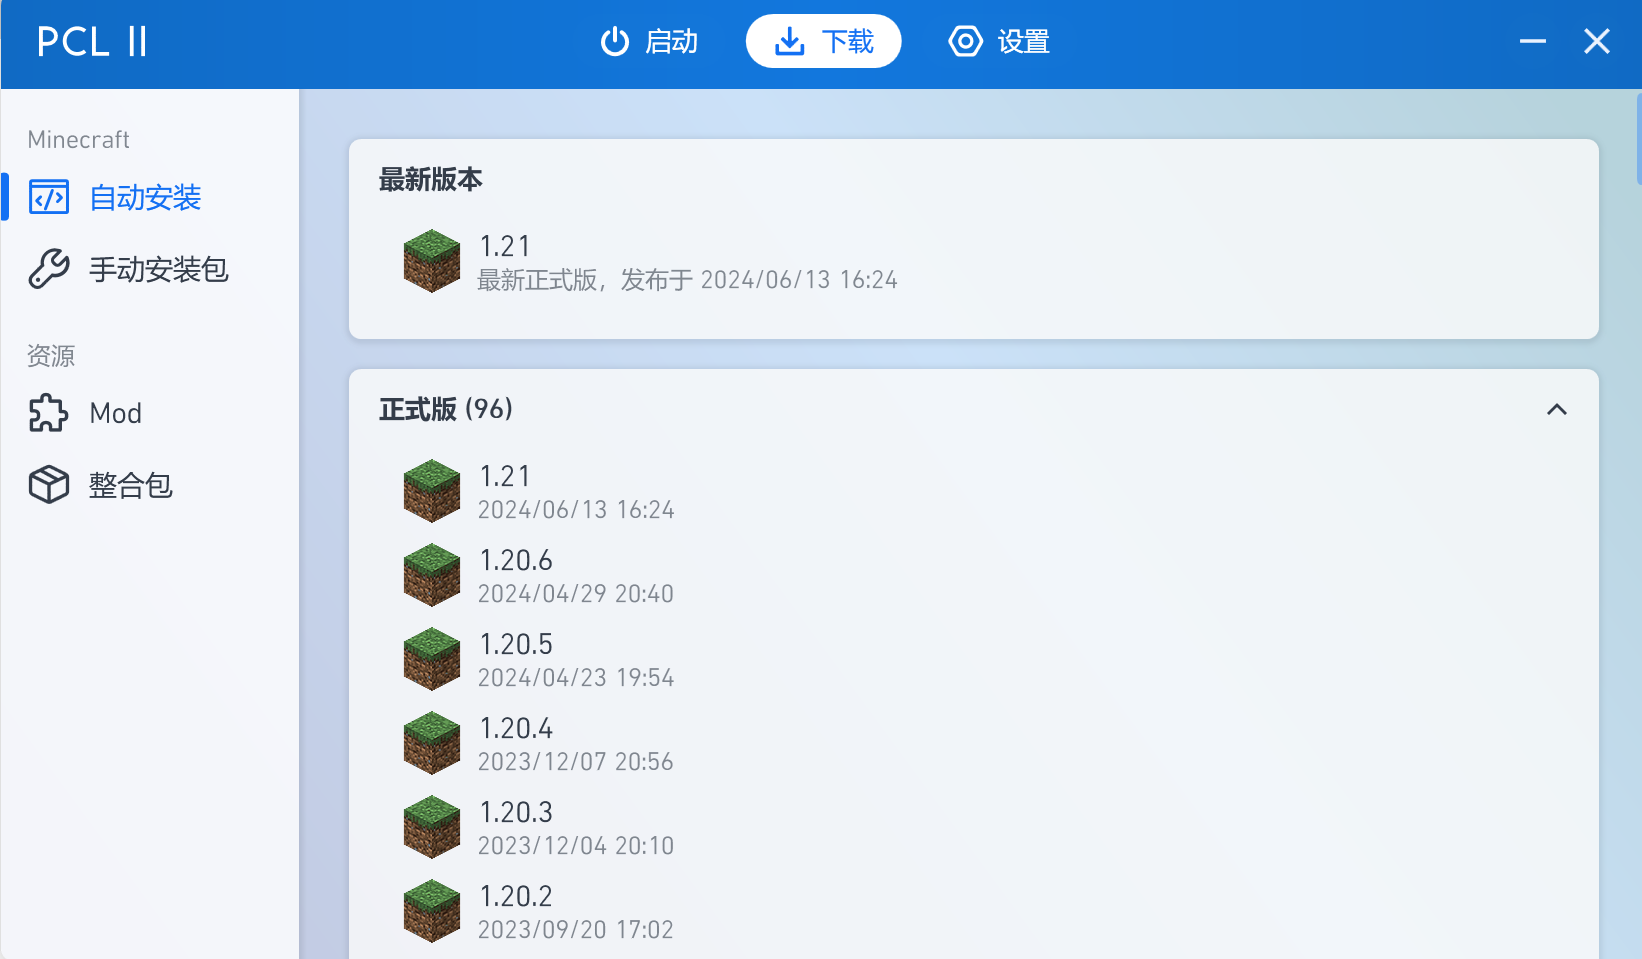 PCL II
启动
下载
设置
Minecraft
自动安装
手动安装包
资源
Mod
整合包
最新版本
1.21
最新正式版，发布于 2024/06/13 16:24
正式版 (96)
1.21
2024/06/13 16:24
1.20.6
2024/04/29 20:40
1.20.5
2024/04/23 19:54
1.20.4
2023/12/07 20:56
1.20.3
2023/12/04 20:10
1.20.2
2023/09/20 17:02